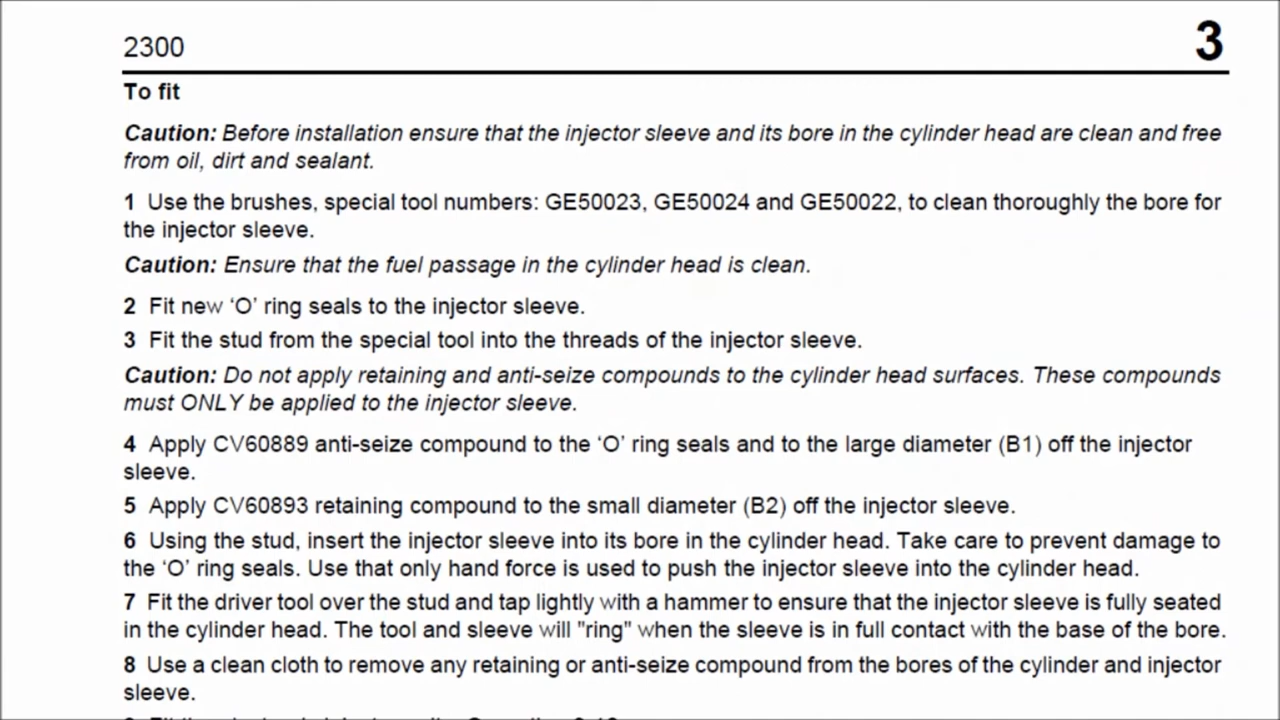 2300
3
To fit
Caution: Before installation ensure that the injector sleeve and its bore in the cylinder head are clean and free
from oil, dirt and sealant.
1 Use the brushes, special tool numbers: GE50023, GE50024 and GE50022, to clean thoroughly the bore for
the injector sleeve.
Caution: Ensure that the fuel passage in the cylinder head is clean.
2 Fit new ‘O’ ring seals to the injector sleeve.
3 Fit the stud from the special tool into the threads of the injector sleeve.
Caution: Do not apply retaining and anti-seize compounds to the cylinder head surfaces. These compounds
must ONLY be applied to the injector sleeve.
4 Apply CV60889 anti-seize compound to the ‘O’ ring seals and to the large diameter (B1) off the injector
sleeve.
5 Apply CV60893 retaining compound to the small diameter (B2) off the injector sleeve.
6 Using the stud, insert the injector sleeve into its bore in the cylinder head. Take care to prevent damage to
the ‘O’ ring seals. Use that only hand force is used to push the injector sleeve into the cylinder head.
7 Fit the driver tool over the stud and tap lightly with a hammer to ensure that the injector sleeve is fully seated
in the cylinder head. The tool and sleeve will "ring" when the sleeve is in full contact with the base of the bore.
8 Use a clean cloth to remove any retaining or anti-seize compound from the bores of the cylinder and injector
sleeve.